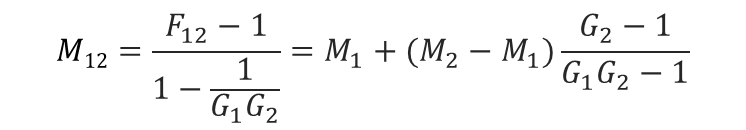 M₁₂ = (F₁₂ − 1) / (1 − 1/(G₁G₂)) = M₁ + (M₂ − M₁) (G₂ − 1)/(G₁G₂ − 1)